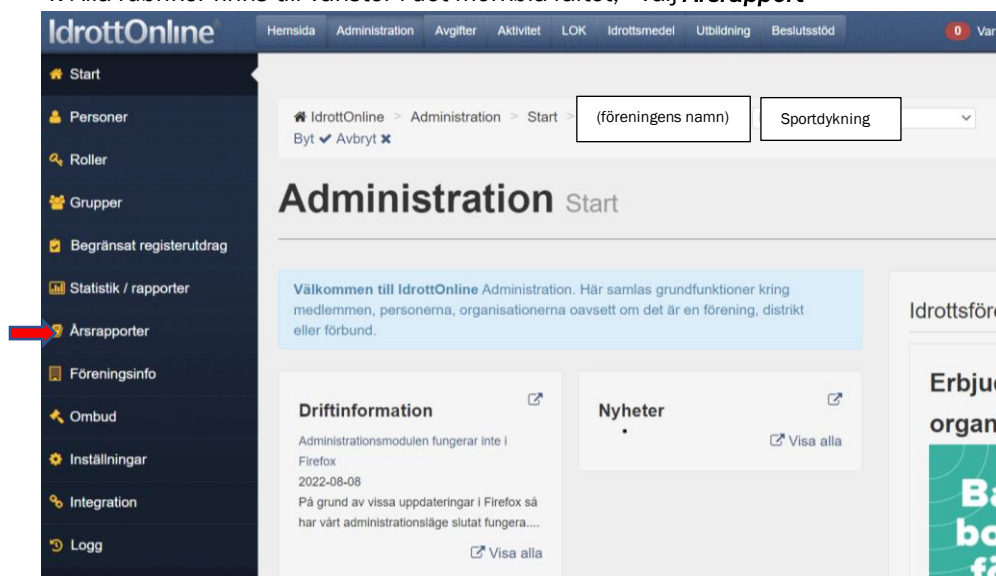 IdrottOnline
Hemsida Administration Avgifter Aktivitet LOK Idrottsmedel Utbildning Beslutsstöd 0 Var
Start
Personer
Roller
Grupper
Begränsat registerutdrag
Statistik / rapporter
Årsrapporter
Föreningsinfo
Ombud
Inställningar
Integration
Logg
IdrottOnline > Administration > Start > (föreningens namn) Sportdykning
Byt Avbryt
Administration Start
Välkommen till IdrottOnline Administration. Här samlas grundfunktioner kring
medlemmen, personerna, organisationerna oavsett om det är en förening, distrikt
eller förbund.
Driftinformation
Administrationsmodulen fungerar inte i
Firefox
2022-08-08
På grund av vissa uppdateringar i Firefox så
har vårt administrationsläge slutat fungera....
Visa alla
Nyheter
Visa alla
Idrottsför
Erbju
organ